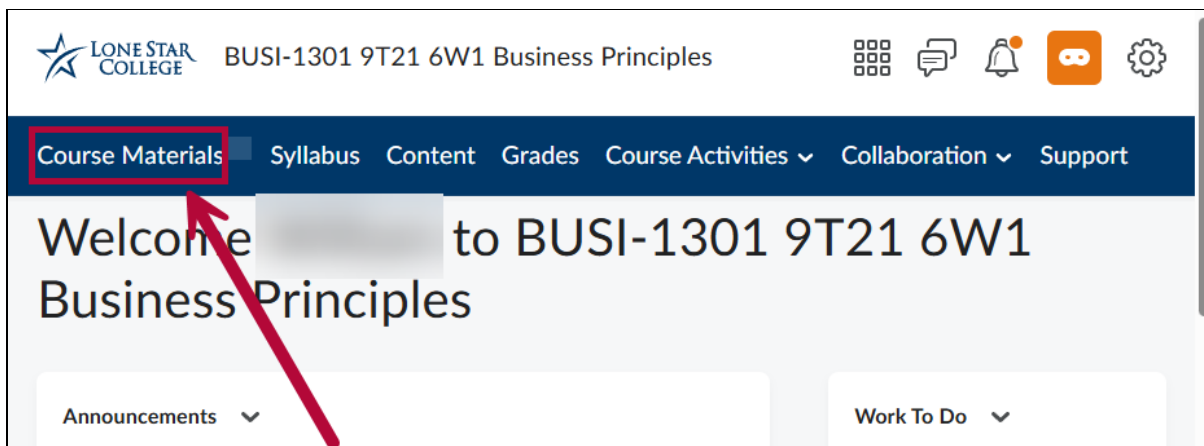 LONE STAR
COLLEGE
BUSI-1301 9T21 6W1 Business Principles
Course Materials Syllabus Content Grades Course Activities Collaboration Support
Welcome to BUSI-1301 9T21 6W1
Business Principles
Announcements
Work To Do